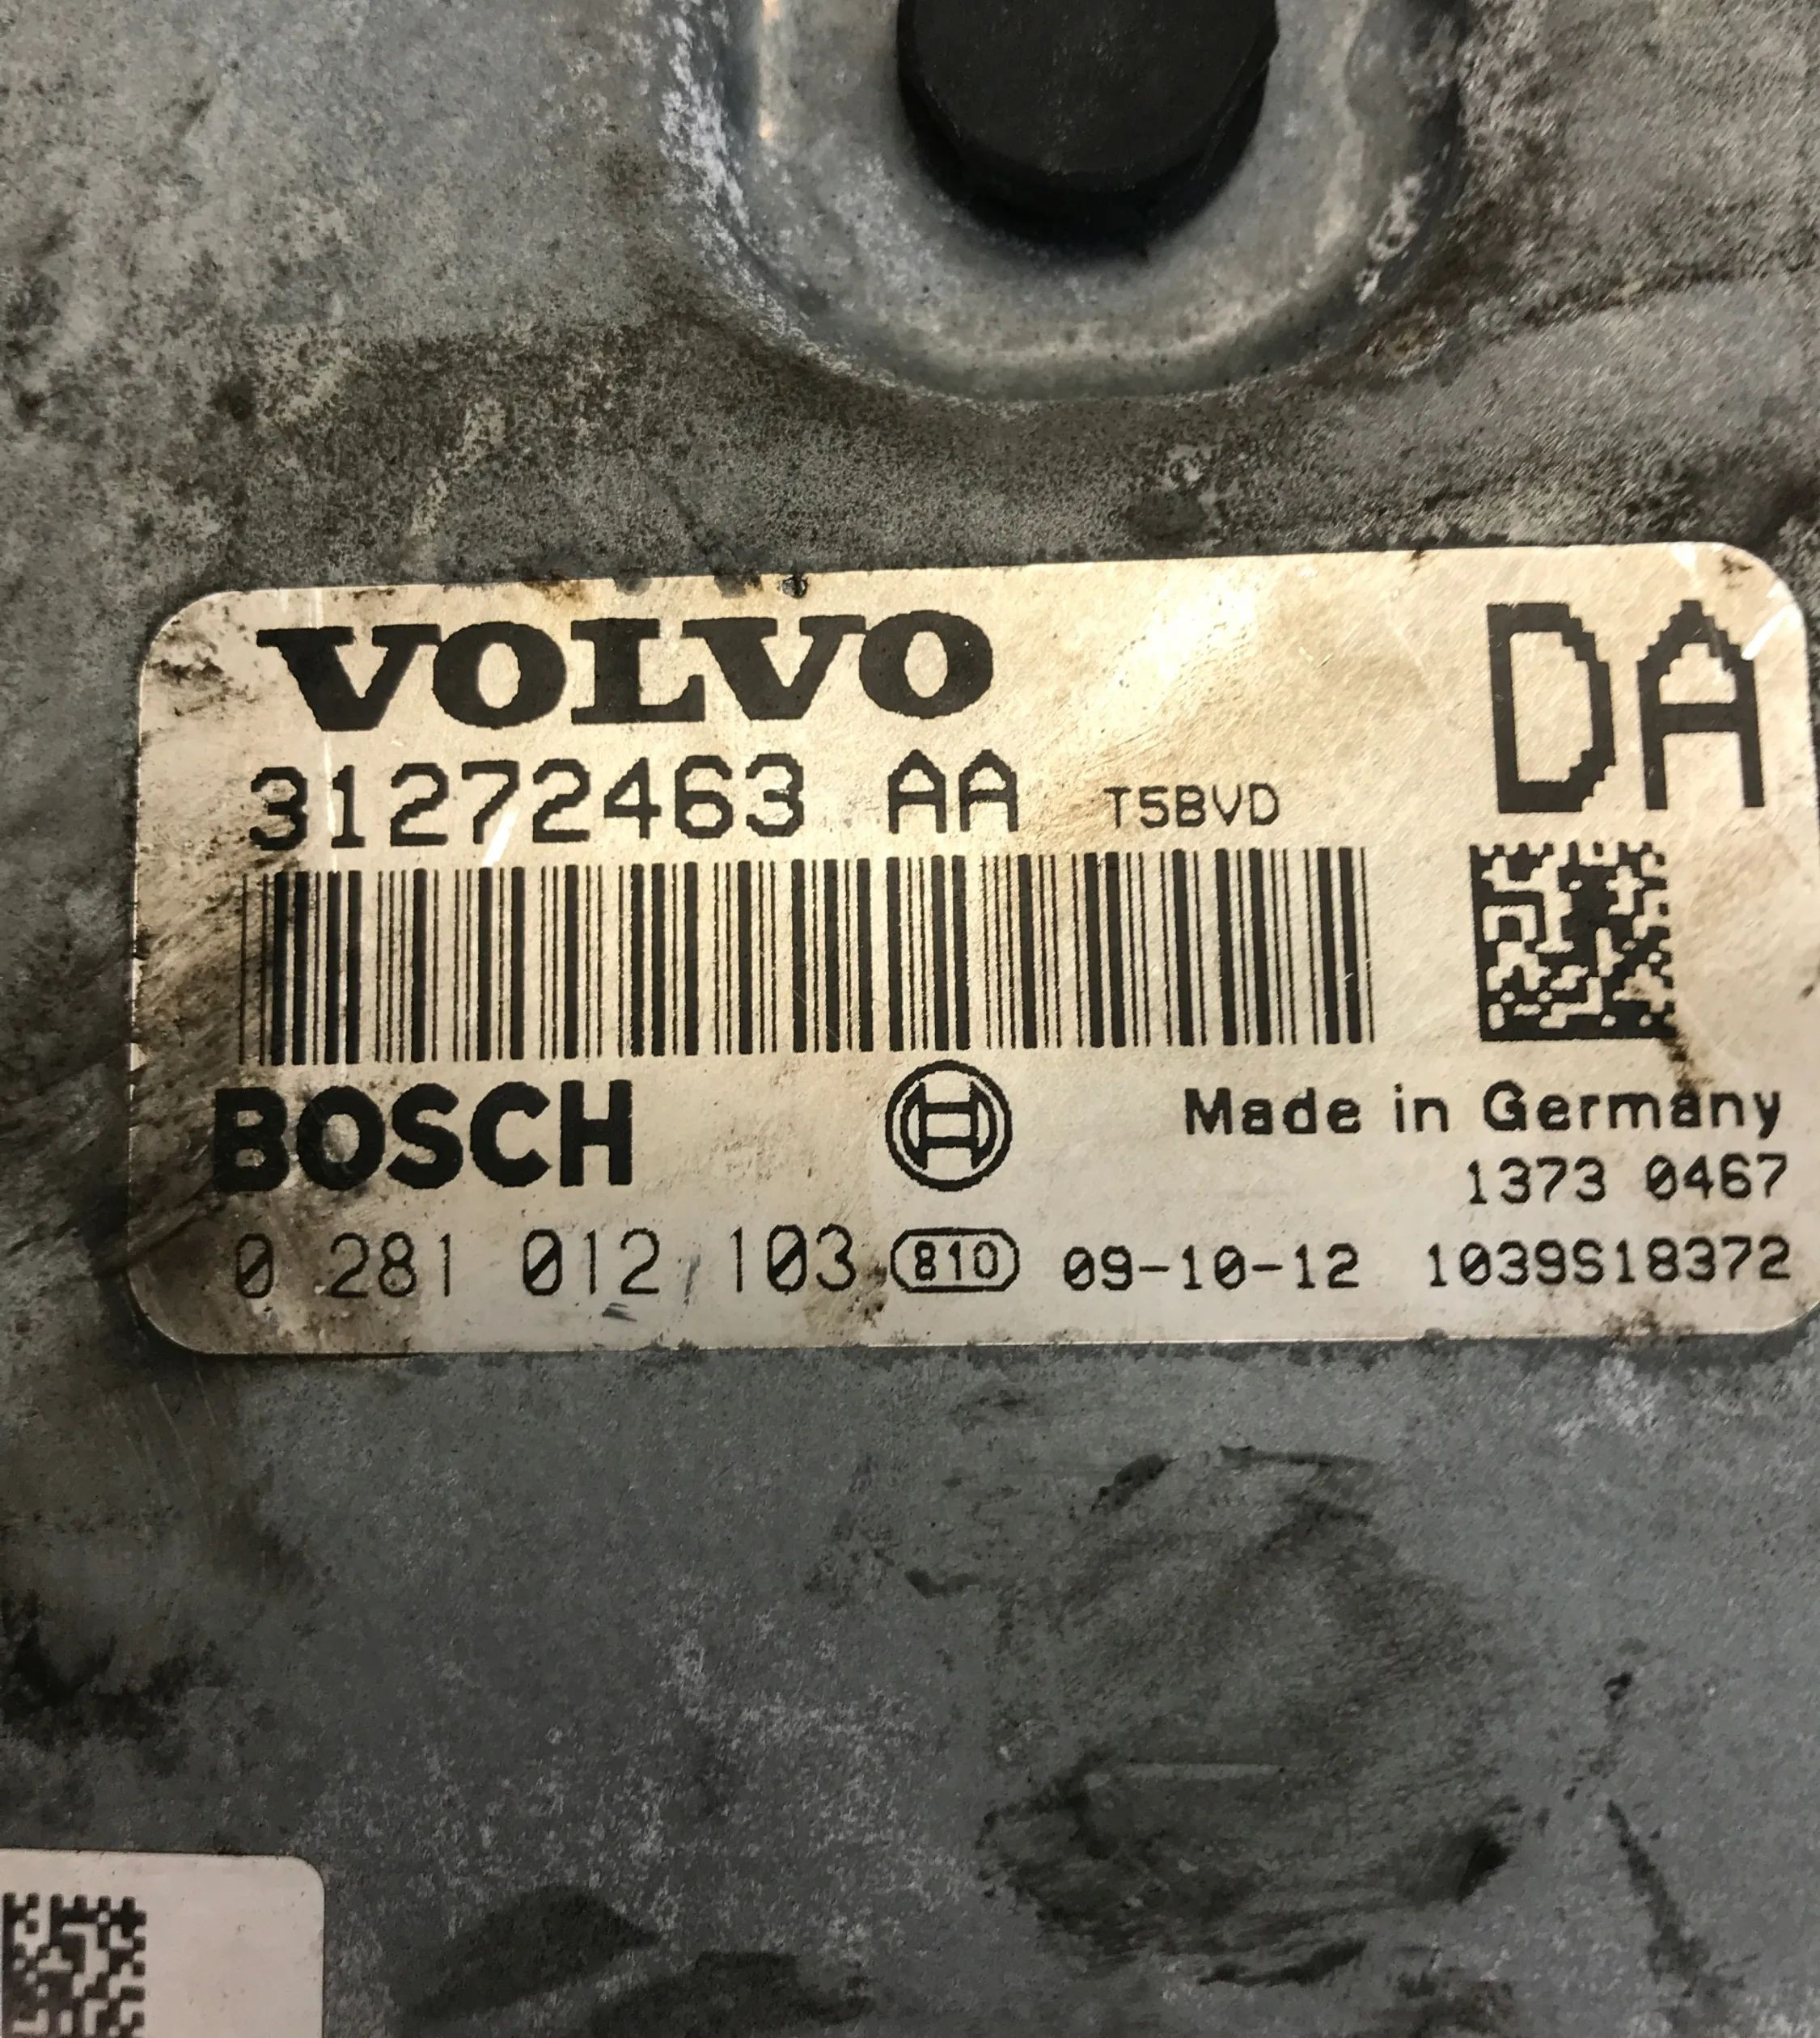 VOLVO
DA
31272463 AA T5BVD
BOSCH
Made in Germany
1373 0467
0 281 012 103 810 09-10-12 1039S18372